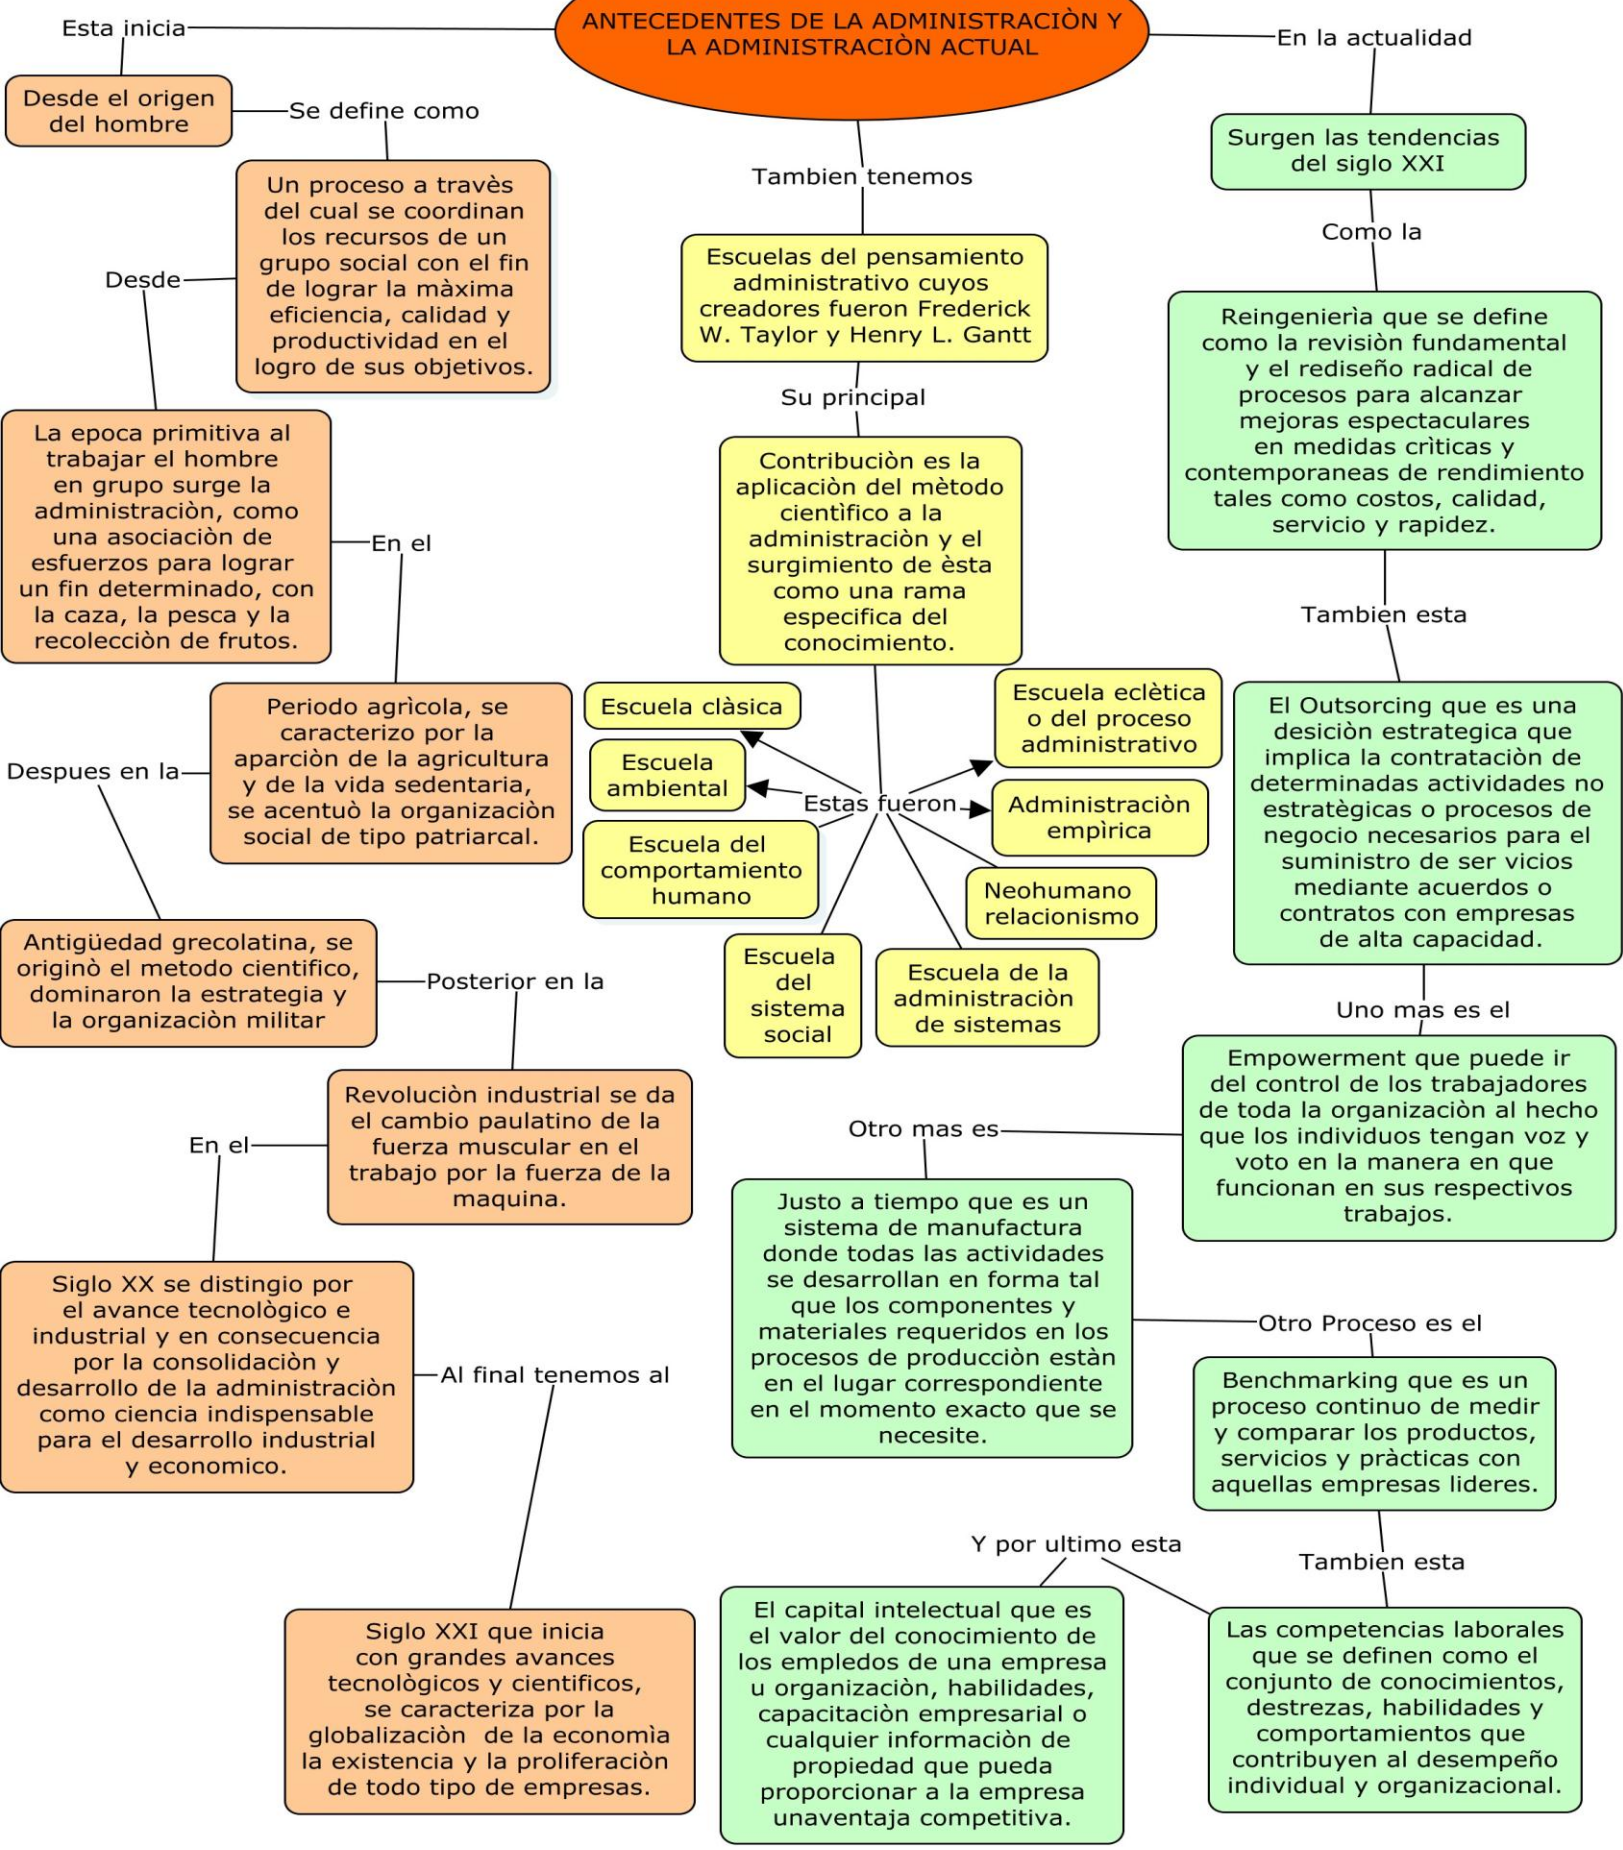 ANTECEDENTES DE LA ADMINISTRACIÒN Y
LA ADMINISTRACIÒN ACTUAL
Esta inicia
Desde el origen
del hombre
Se define como
Un proceso a travès
del cual se coordinan
los recursos de un
grupo social con el fin
de lograr la màxima
eficiencia, calidad y
productividad en el
logro de sus objetivos.
Desde
La epoca primitiva al
trabajar el hombre
en grupo surge la
administraciòn, como
una asociaciòn de
esfuerzos para lograr
un fin determinado, con
la caza, la pesca y la
recolecciòn de frutos.
En el
Periodo agrìcola, se
caracterizo por la
apariciòn de la agricultura
y de la vida sedentaria,
se acentuò la organizaciòn
social de tipo patriarcal.
Despues en la
Antigüedad grecolatina, se
originò el metodo cientifico,
dominaron la estrategia y
la organizaciòn militar
Posterior en la
Revoluciòn industrial se da
el cambio paulatino de la
fuerza muscular en el
trabajo por la fuerza de la
maquina.
En el
Siglo XX se distingio por
el avance tecnològico e
industrial y en consecuencia
por la consolidaciòn y
desarrollo de la administraciòn
como ciencia indispensable
para el desarrollo industrial
y economico.
Al final tenemos al
Siglo XXI que inicia
con grandes avances
tecnològicos y cientificos,
se caracteriza por la
globalizaciòn de la economìa
la existencia y la proliferaciòn
de todo tipo de empresas.
Tambien tenemos
Escuelas del pensamiento
administrativo cuyos
creadores fueron Frederick
W. Taylor y Henry L. Gantt
Su principal
Contribuciòn es la
aplicaciòn del mètodo
cientìfico a la
administraciòn y el
surgimiento de èsta
como una rama
especifica del
conocimiento.
Estas fueron
Escuela clàsica
Escuela
ambiental
Escuela del
comportamiento
humano
Escuela
del
sistema
social
Escuela de la
administraciòn
de sistemas
Neohumano
relacionismo
Administraciòn
empìrica
Escuela eclètica
o del proceso
administrativo
En la actualidad
Surgen las tendencias
del siglo XXI
Como la
Reingenierìa que se define
como la revisiòn fundamental
y el rediseño radical de
procesos para alcanzar
mejoras espectaculares
en medidas crìticas y
contemporaneas de rendimiento
tales como costos, calidad,
servicio y rapidez.
Tambien esta
El Outsorcing que es una
desiciòn estrategica que
implica la contrataciòn de
determinadas actividades no
estratègicas o procesos de
negocio necesarios para el
suministro de ser vicios
mediante acuerdos o
contratos con empresas
de alta capacidad.
Uno mas es el
Empowerment que puede ir
del control de los trabajadores
de toda la organizaciòn al hecho
que los individuos tengan voz y
voto en la manera en que
funcionan en sus respectivos
trabajos.
Otro mas es
Justo a tiempo que es un
sistema de manufactura
donde todas las actividades
se desarrollan en forma tal
que los componentes y
materiales requeridos en los
procesos de producciòn estàn
en el lugar correspondiente
en el momento exacto que se
necesite.
Otro Proceso es el
Benchmarking que es un
proceso continuo de medir
y comparar los productos,
servicios y pràcticas con
aquellas empresas lideres.
Tambien esta
Las competencias laborales
que se definen como el
conjunto de conocimientos,
destrezas, habilidades y
comportamientos que
contribuyen al desempeño
individual y organizacional.
Y por ultimo esta
El capital intelectual que es
el valor del conocimiento de
los empledos de una empresa
u organizaciòn, habilidades,
capacitaciòn empresarial o
cualquier informaciòn de
propiedad que pueda
proporcionar a la empresa
unaventaja competitiva.